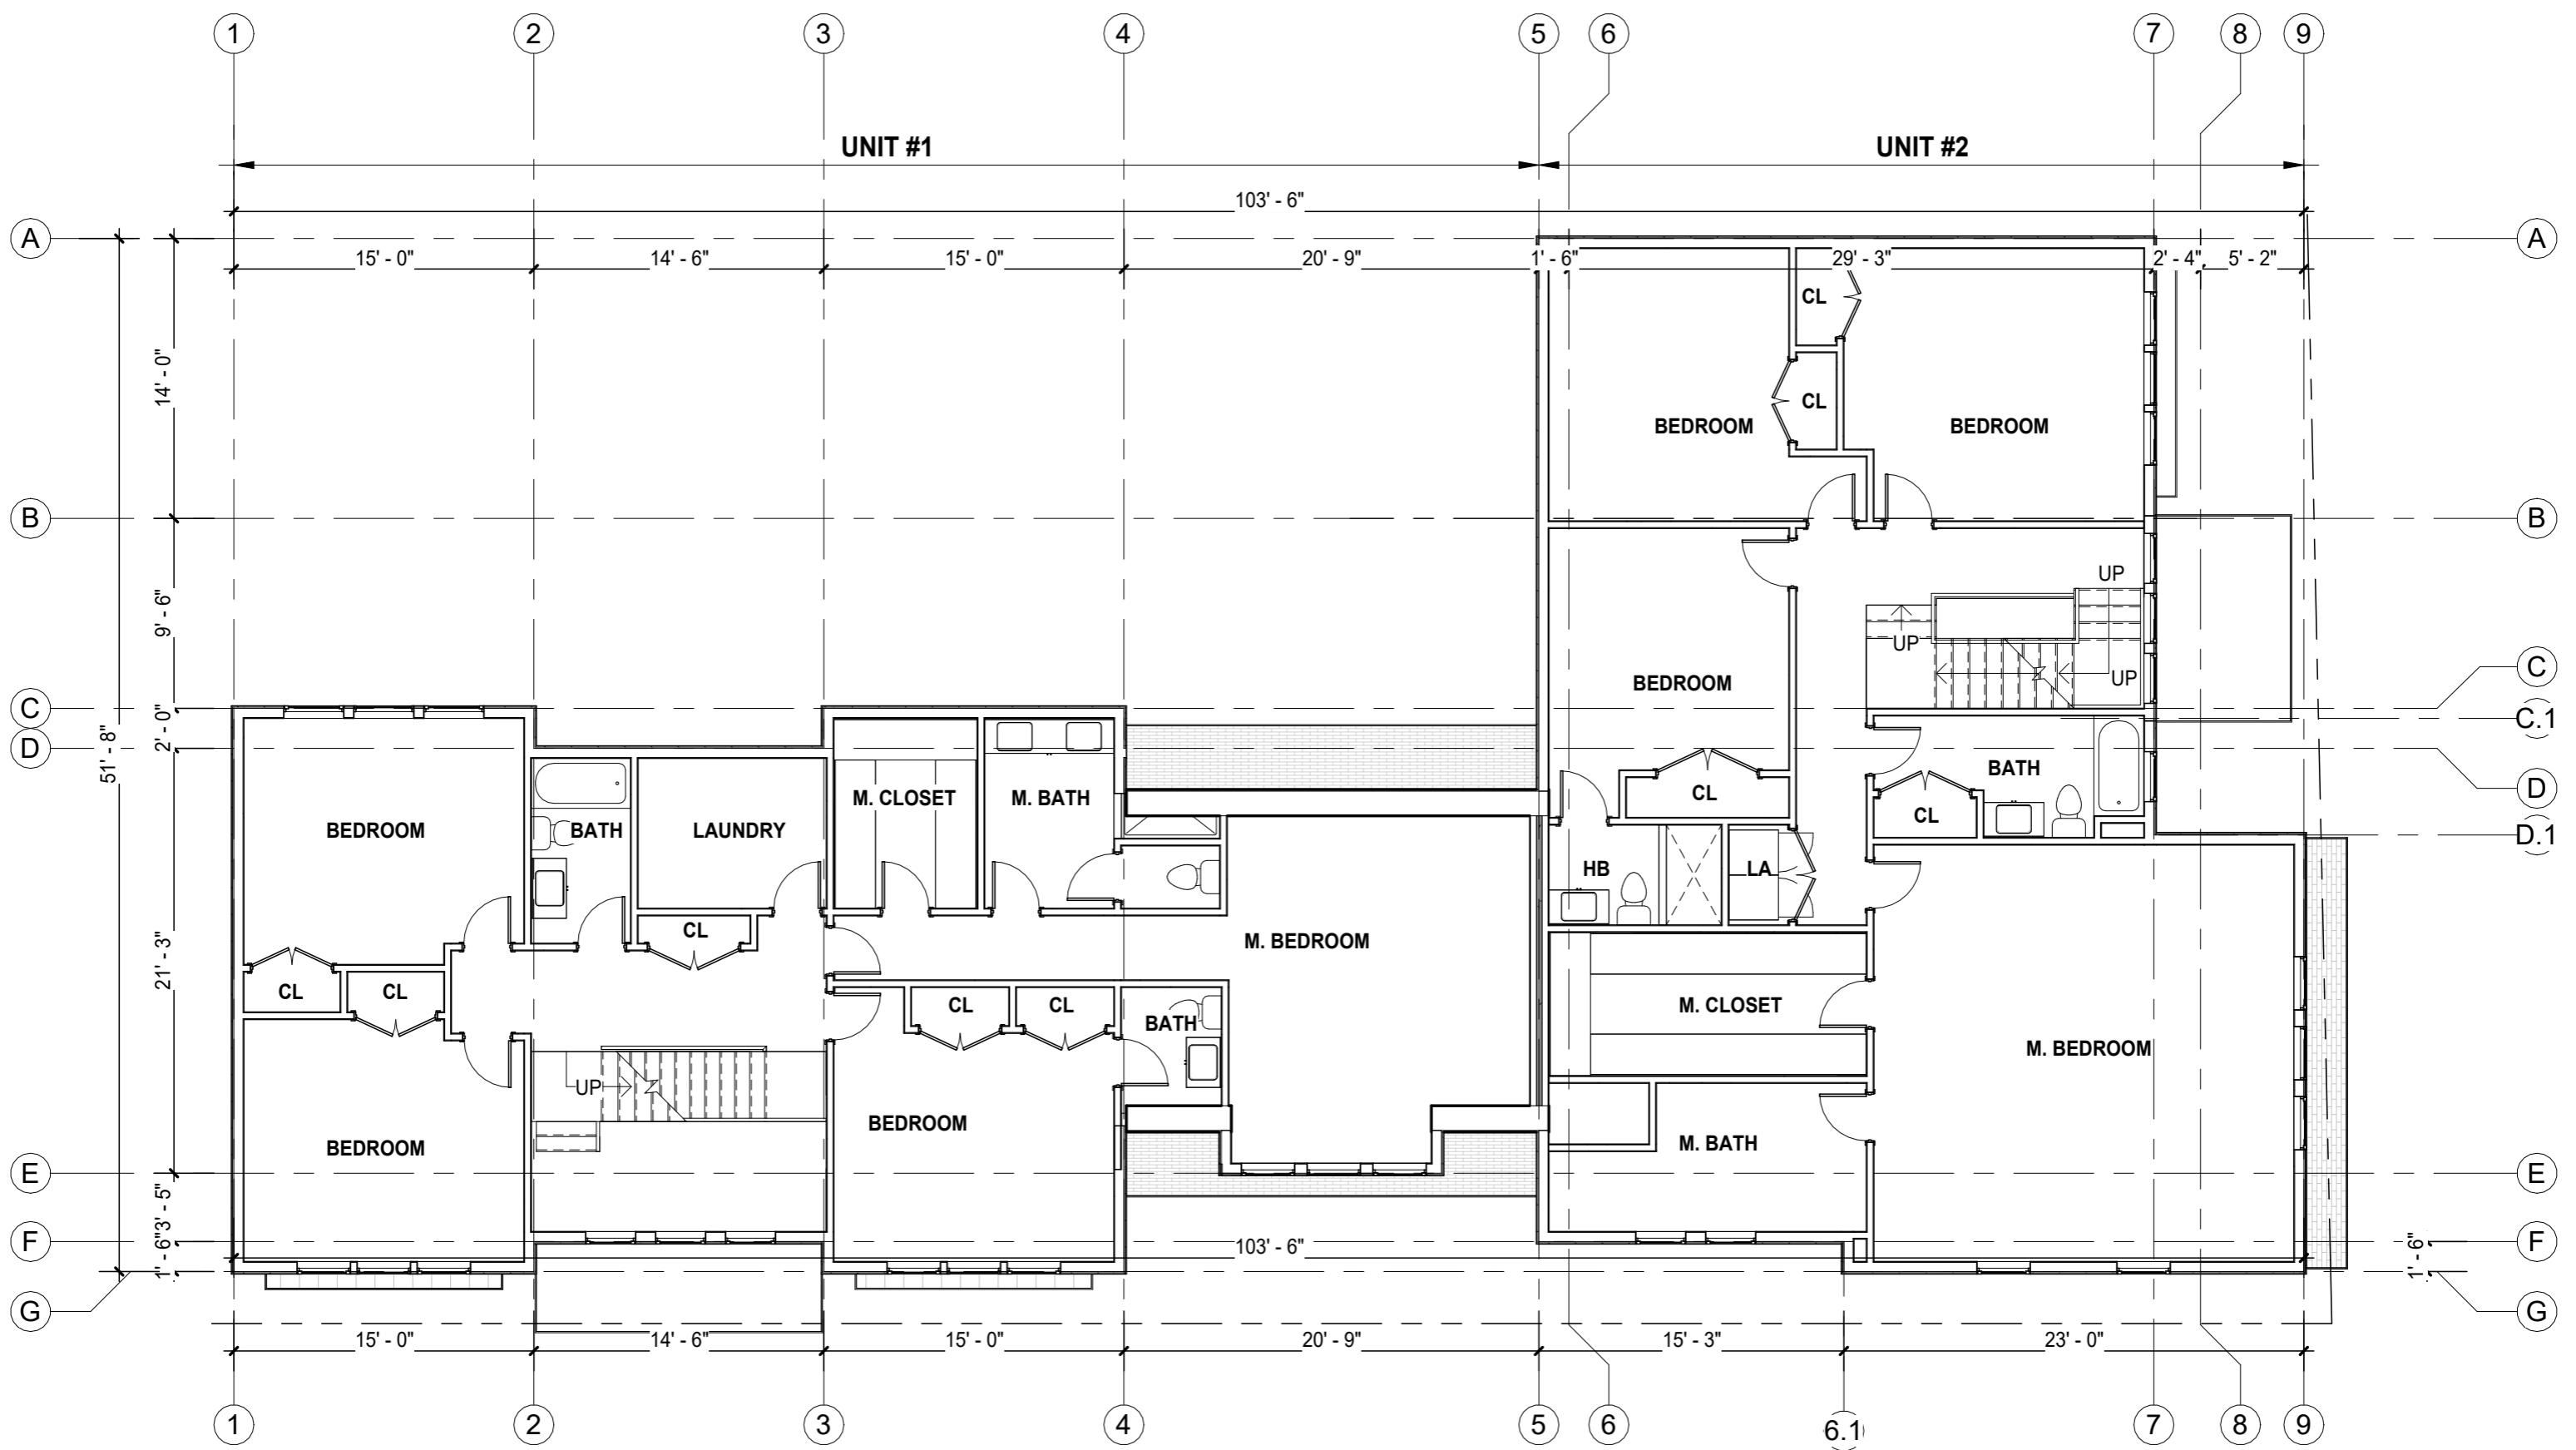 1 2 3 4 5 6 7 8 9
UNIT #1 UNIT #2
103' - 6"
A A
15' - 0" 14' - 6" 15' - 0" 20' - 9" 1' - 6" 29' - 3" 2' - 4" 5' - 2"
CL
14' - 0"
CL
BEDROOM BEDROOM
B B
UP
9' - 6"
UP
C
BEDROOM UP
C
C.1
2' - 0"
D
51' - 8"
BATH
D
M. CLOSET M. BATH CL
CL
BEDROOM BATH LAUNDRY
D.1
HB LA
CL
21' - 3"
M. BEDROOM
CL CL CL CL M. CLOSET
BATH
M. BEDROOM
UP
BEDROOM
BEDROOM M. BATH
E E
3' - 5"
F F
1' - 6"
103' - 6"
1' - 6"
G G
15' - 0" 14' - 6" 15' - 0" 20' - 9" 15' - 3" 23' - 0"
1 2 3 4 5 6 6.1 7 8 9